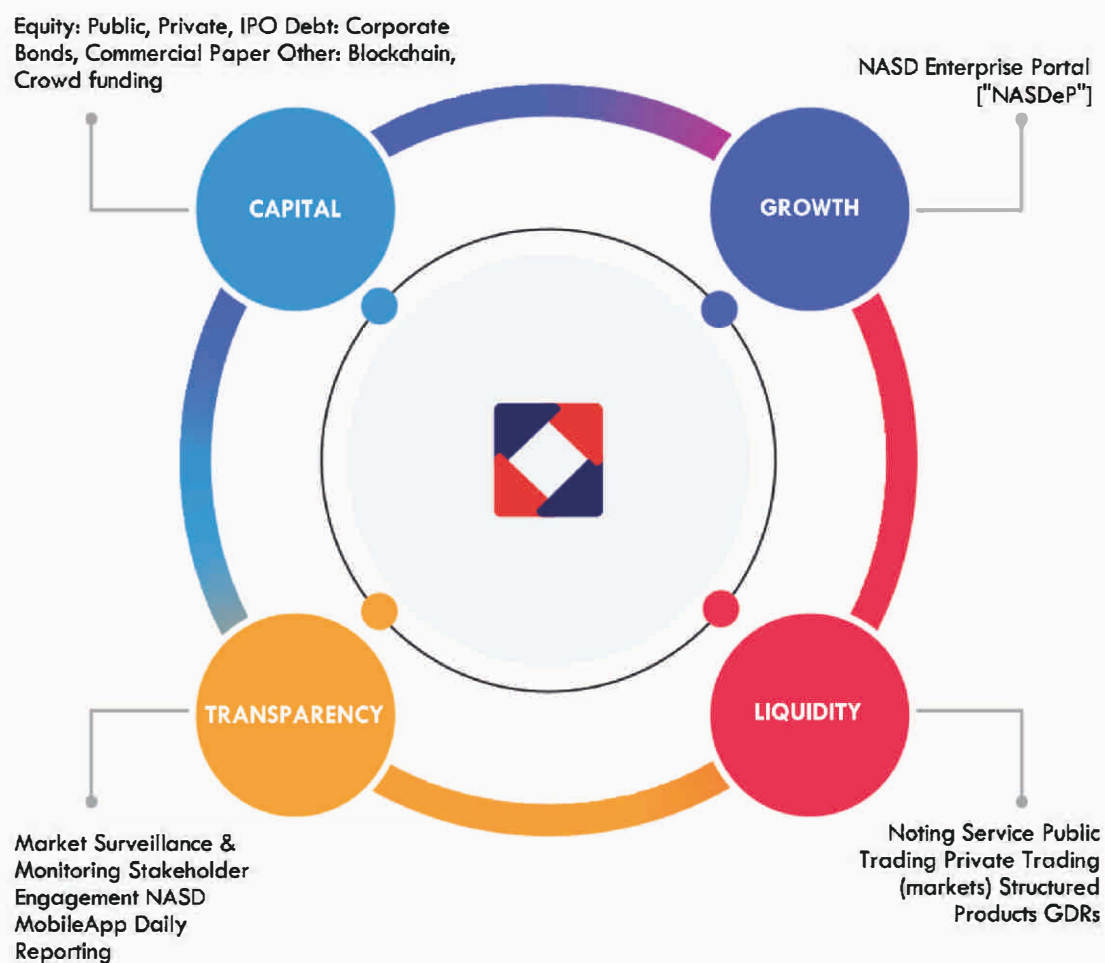 Equity: Public, Private, IPO Debt: Corporate
Bonds, Commercial Paper Other: Blockchain,
Crowd funding
NASD Enterprise Portal
["NASDeP"]
CAPITAL
GROWTH
TRANSPARENCY
LIQUIDITY
Market Surveillance &
Monitoring Stakeholder
Engagement NASD
MobileApp Daily
Reporting
Noting Service Public
Trading Private Trading
(markets) Structured
Products GDRs